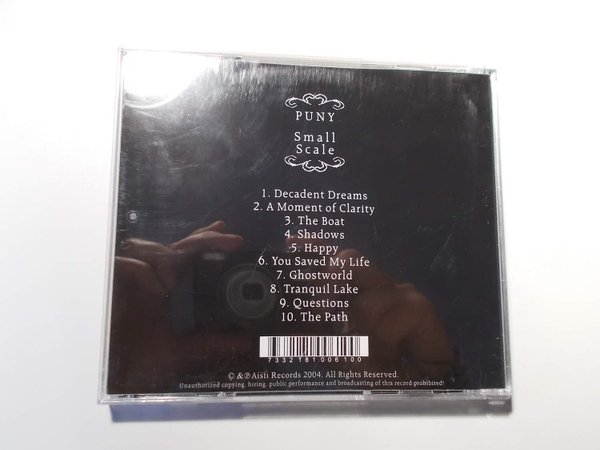 PUNY
Small
Scale
1. Decadent Dreams
2. A Moment of Clarity
3. The Boat
4. Shadows
5. Happy
6. You Saved My Life
7. Ghostworld
8. Tranquil Lake
9. Questions
10. The Path
7332181006100
© &℗ Aisti Records 2004. All Rights Reserved.
Unauthorized copying, hiring, public performance and broadcasting of this record prohibited!